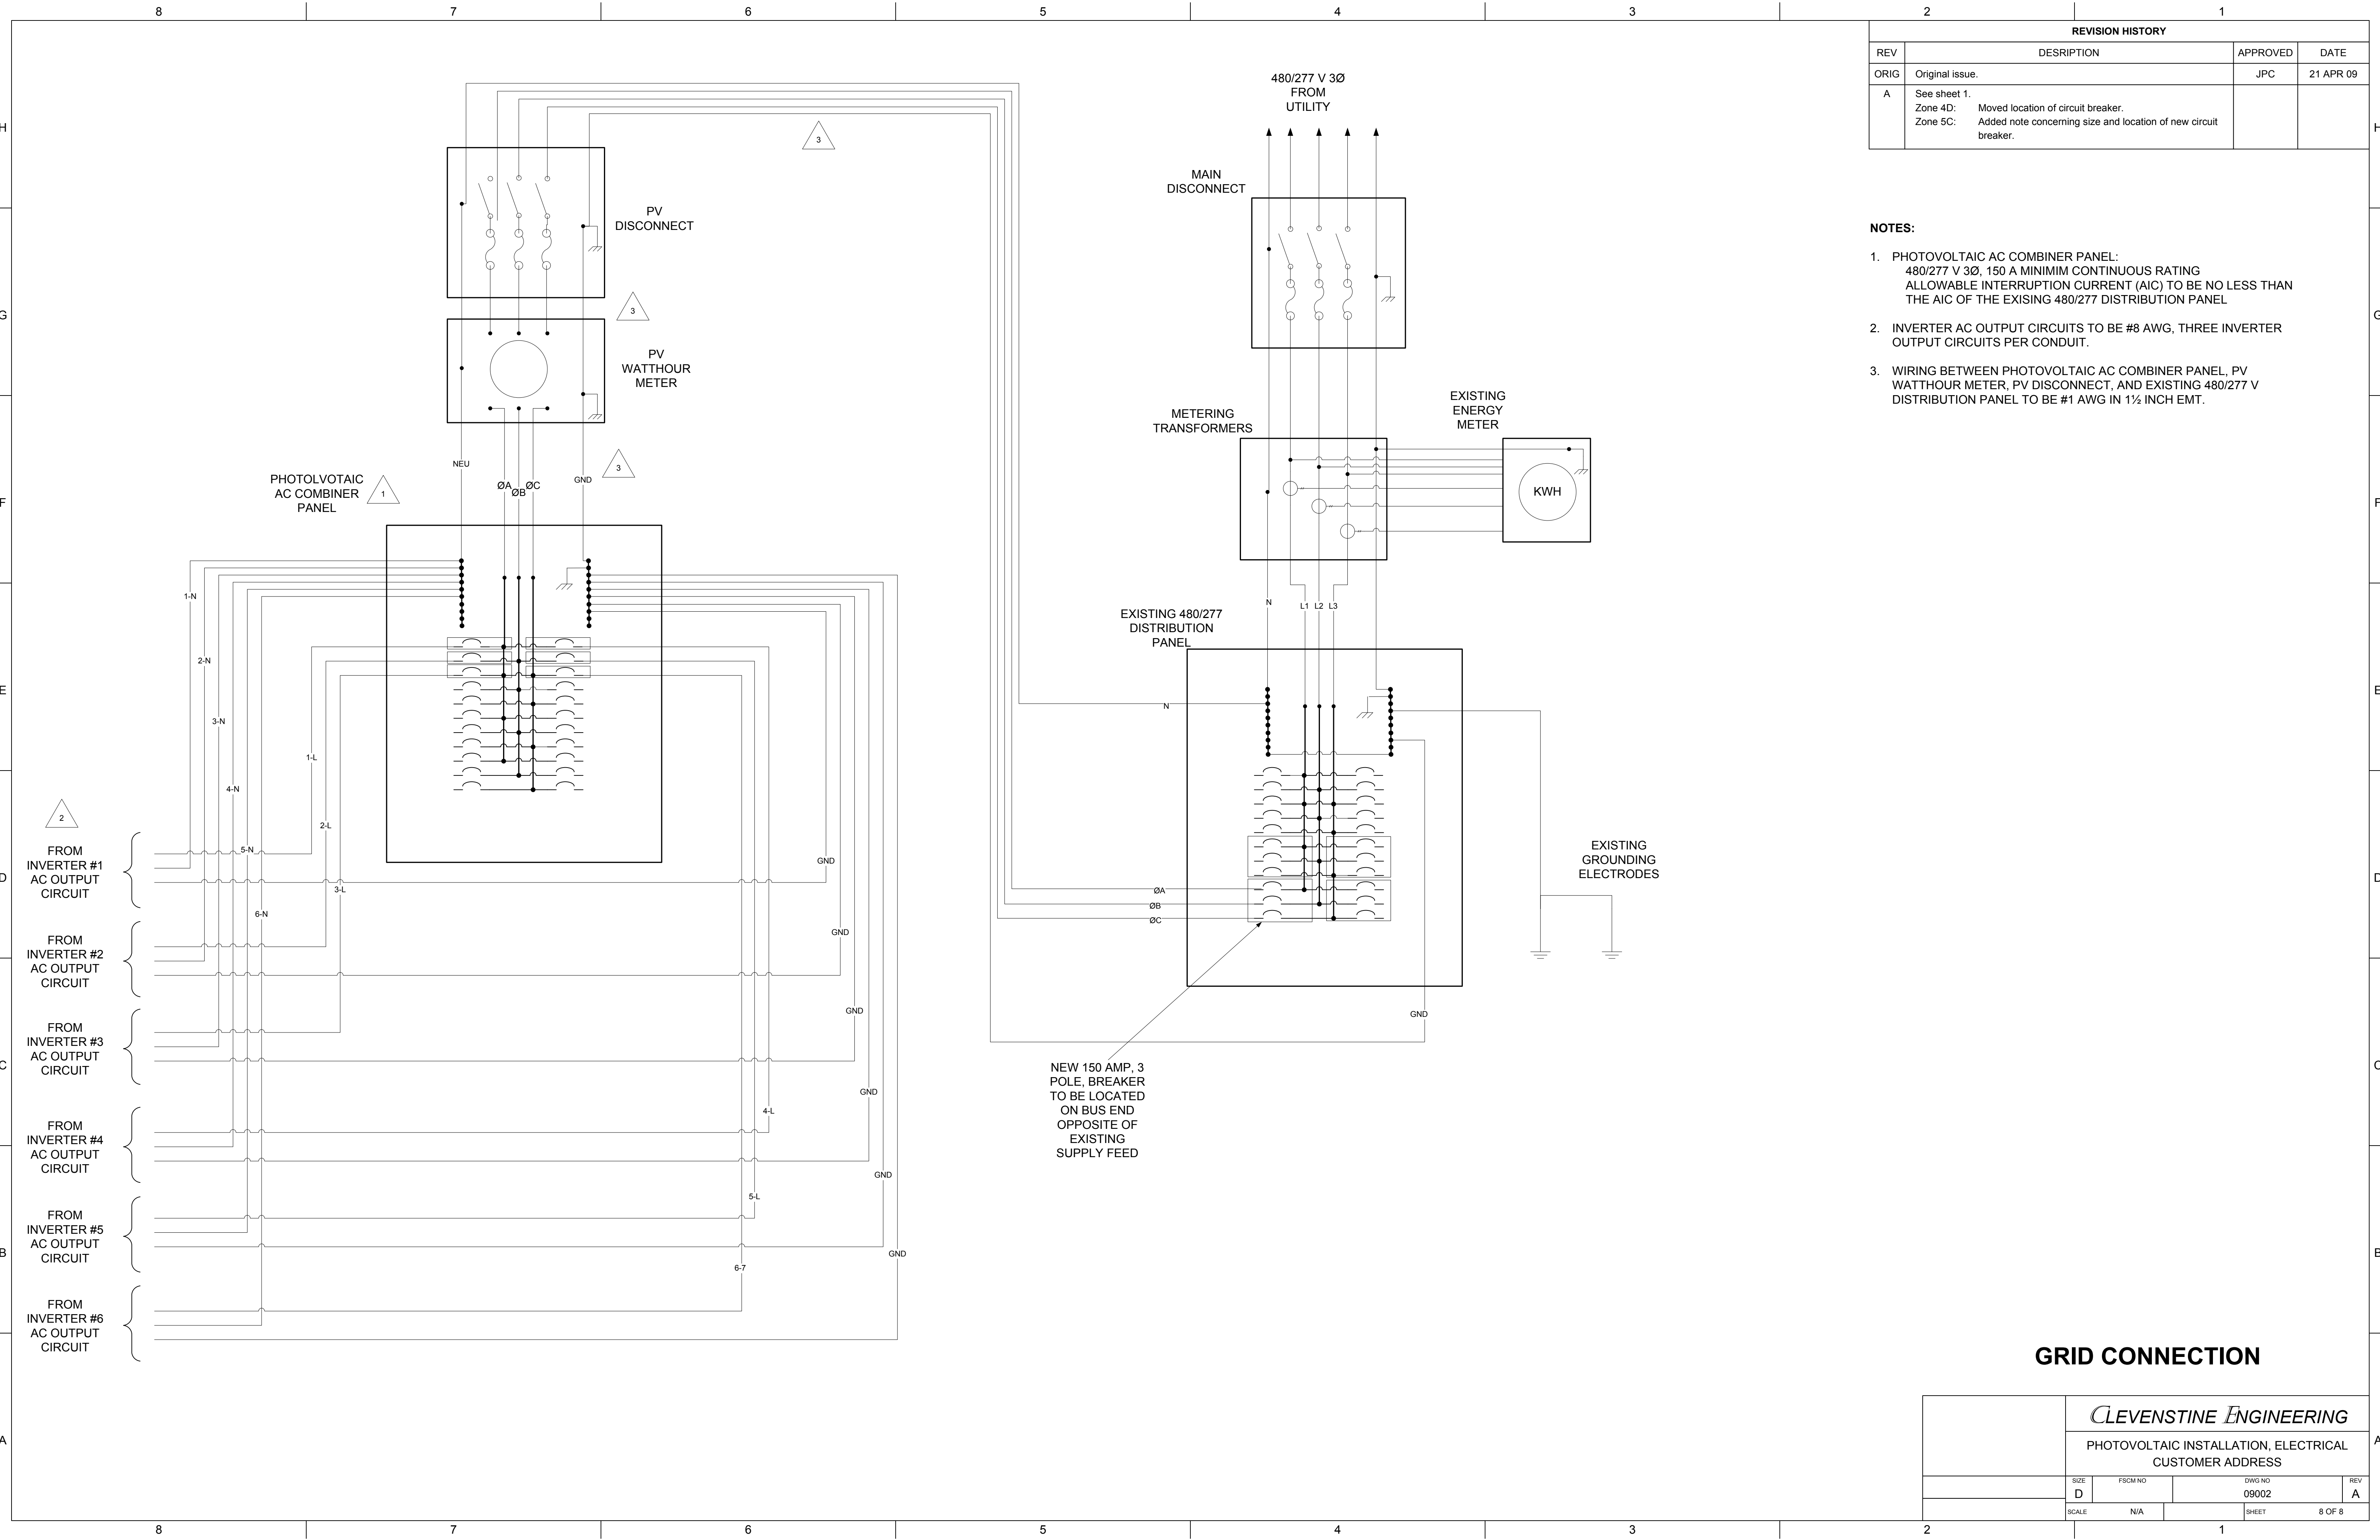 8 7 6 5 4 3 2 1
H
G
F
E
D
C
B
A
REVISION HISTORY
REV DESRIPTION APPROVED DATE
ORIG Original issue. JPC 21 APR 09
A See sheet 1.
Zone 4D: Moved location of circuit breaker.
Zone 5C: Added note concerning size and location of new circuit
breaker.
NOTES:
1. PHOTOVOLTAIC AC COMBINER PANEL:
480/277 V 3Ø, 150 A MINIMIM CONTINUOUS RATING
ALLOWABLE INTERRUPTION CURRENT (AIC) TO BE NO LESS THAN
THE AIC OF THE EXISING 480/277 DISTRIBUTION PANEL
2. INVERTER AC OUTPUT CIRCUITS TO BE #8 AWG, THREE INVERTER
OUTPUT CIRCUITS PER CONDUIT.
3. WIRING BETWEEN PHOTOVOLTAIC AC COMBINER PANEL, PV
WATTHOUR METER, PV DISCONNECT, AND EXISTING 480/277 V
DISTRIBUTION PANEL TO BE #1 AWG IN 1½ INCH EMT.
3
PV
DISCONNECT
3
PV
WATTHOUR
METER
3
NEU
ØA
ØB
ØC
GND
PHOTOLVOTAIC
AC COMBINER
PANEL
1
1-N
2-N
3-N
4-N
5-N
6-N
1-L
2-L
3-L
4-L
5-L
6-7
GND
GND
GND
GND
GND
GND
2
FROM
INVERTER #1
AC OUTPUT
CIRCUIT
FROM
INVERTER #2
AC OUTPUT
CIRCUIT
FROM
INVERTER #3
AC OUTPUT
CIRCUIT
FROM
INVERTER #4
AC OUTPUT
CIRCUIT
FROM
INVERTER #5
AC OUTPUT
CIRCUIT
FROM
INVERTER #6
AC OUTPUT
CIRCUIT
480/277 V 3Ø
FROM
UTILITY
MAIN
DISCONNECT
METERING
TRANSFORMERS
EXISTING
ENERGY
METER
KWH
N L1 L2 L3
EXISTING 480/277
DISTRIBUTION
PANEL
N
ØA
ØB
ØC
GND
EXISTING
GROUNDING
ELECTRODES
NEW 150 AMP, 3
POLE, BREAKER
TO BE LOCATED
ON BUS END
OPPOSITE OF
EXISTING
SUPPLY FEED
GRID CONNECTION
CLEVENSTINE ENGINEERING
PHOTOVOLTAIC INSTALLATION, ELECTRICAL
CUSTOMER ADDRESS
SIZE FSCM NO DWG NO REV
D 09002 A
SCALE N/A SHEET 8 OF 8
H
G
F
E
D
C
B
A
8 7 6 5 4 3 2 1